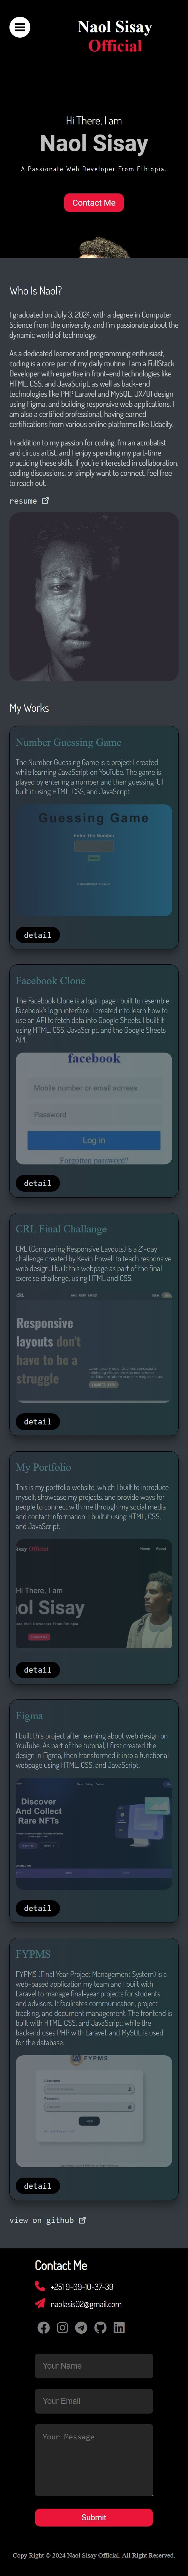 Naol Sisay
Official
Hi There, I am
Naol Sisay
A Passionate Web Developer From Ethiopia.
Contact Me
Who Is Naol?
I graduated on July 3, 2024, with a degree in Computer
Science from the university, and I'm passionate about the
dynamic world of technology.
As a dedicated learner and programming enthusiast,
coding is a core part of my daily routine. I am a FullStack
Developer with expertise in front-end technologies like
HTML, CSS, and JavaScript, as well as back-end
technologies like PHP Laravel and MySQL, UX/UI design
using Figma, and building responsive web applications. I
am also a certified professional, having earned
certifications from various online platforms like Udacity.
In addition to my passion for coding, I'm an acrobatist
and circus artist, and I enjoy spending my part-time
practicing these skills. If you're interested in collaboration,
coding discussions, or simply want to connect, feel free
to reach out.
resume
My Works
Number Guessing Game
The Number Guessing Game is a project I created
while learning JavaScript on YouTube. The game is
played by entering a number and then guessing it. I
built it using HTML, CSS, and JavaScript.
Guessing Game
Enter The Number
detail
Facebook Clone
The Facebook Clone is a login page I built to resemble
Facebook's login interface. I created it to learn how to
use an API to fetch data into Google Sheets. I built it
using HTML, CSS, JavaScript, and the Google Sheets
API.
facebook
Mobile number or email adrress
Password
Log in
Forgotten password?
detail
CRL Final Challange
CRL (Conquering Responsive Layouts) is a 21-day
challenge created by Kevin Powell to teach responsive
web design. I built this webpage as part of the final
exercise challenge, using HTML and CSS.
Responsive
layouts don't
have to be a
struggle
detail
My Portfolio
This is my portfolio website, which I built to introduce
myself, showcase my projects, and provide ways for
people to connect with me through my social media
and contact information. I built it using HTML, CSS,
and JavaScript.
Sisay Official
Home About
Hi There, I am
ol Sisay
detail
Figma
I built this project after learning about web design on
YouTube. As part of the tutorial, I first created the
design in Figma, then transformed it into a functional
webpage using HTML, CSS, and JavaScript.
Discover
And Collect
Rare NFTs
detail
FYPMS
FYPMS (Final Year Project Management System) is a
web-based application my team and I built with
Laravel to manage final-year projects for students
and advisors. It facilitates communication, project
tracking, and document management. The frontend is
built with HTML, CSS, and JavaScript, while the
backend uses PHP with Laravel, and MySQL is used
for the database.
FYPMS
detail
view on github
Contact Me
+251 9-09-10-37-39
naolasis02@gmail.com
Your Name
Your Email
Your Message
Submit
Copy Right © 2024 Naol Sisay Official. All Right Reserved.